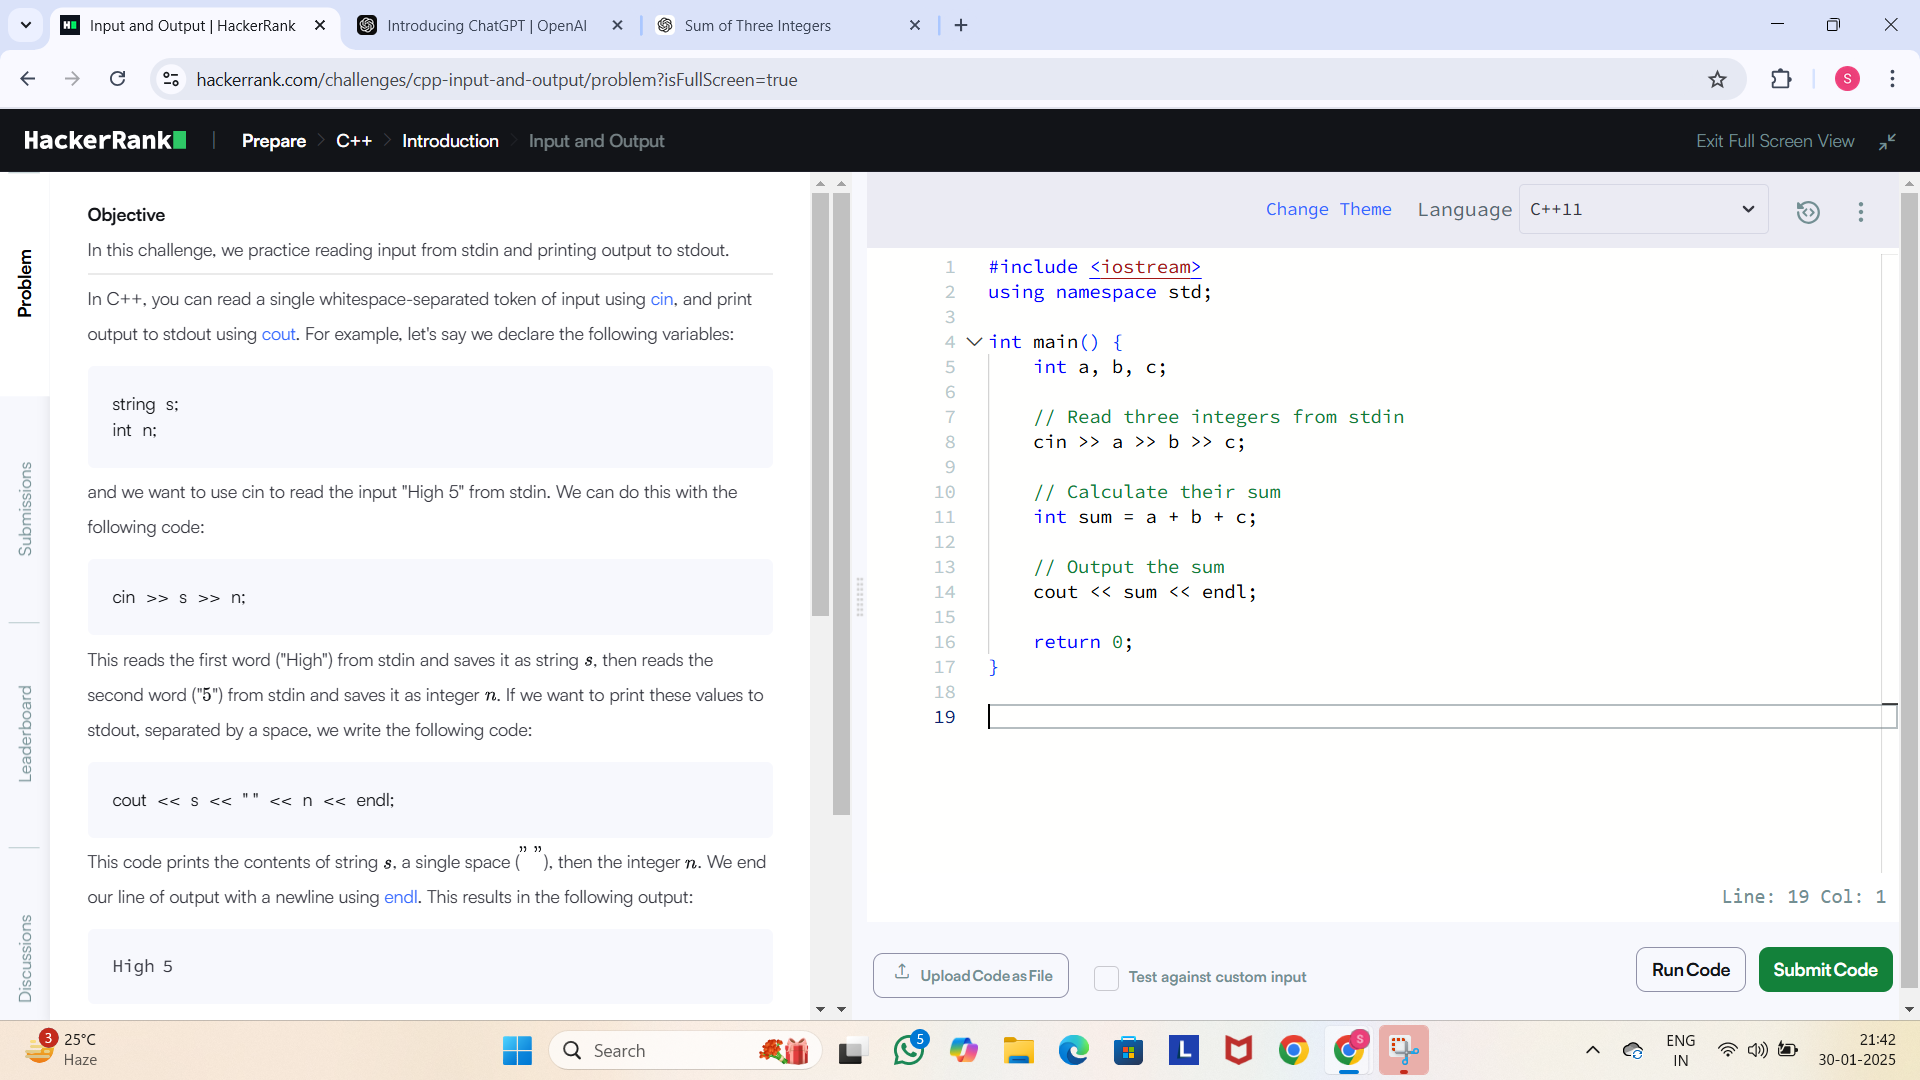 Input and Output | HackerRank
Introducing ChatGPT | OpenAI
Sum of Three Integers
hackerrank.com/challenges/cpp-input-and-output/problem?isFullScreen=true
S
HackerRank
Prepare
C++
Introduction
Input and Output
Exit Full Screen View
Problem
Submissions
Leaderboard
Discussions
Objective
In this challenge, we practice reading input from stdin and printing output to stdout.
In C++, you can read a single whitespace-separated token of input using cin, and print
output to stdout using cout. For example, let's say we declare the following variables:
string s;
int n;
and we want to use cin to read the input "High 5" from stdin. We can do this with the
following code:
cin >> s >> n;
This reads the first word ("High") from stdin and saves it as string s, then reads the
second word ("5") from stdin and saves it as integer n. If we want to print these values to
stdout, separated by a space, we write the following code:
cout << s << " " << n << endl;
This code prints the contents of string s, a single space (” ”), then the integer n. We end
our line of output with a newline using endl. This results in the following output:
High 5
Change Theme Language C++11
1 #include <iostream>
2 using namespace std;
3
4 int main() {
5 int a, b, c;
6
7 // Read three integers from stdin
8 cin >> a >> b >> c;
9
10 // Calculate their sum
11 int sum = a + b + c;
12
13 // Output the sum
14 cout << sum << endl;
15
16 return 0;
17 }
18
19
Line: 19 Col: 1
Upload Code as File
Test against custom input
Run Code
Submit Code
3
25°C
Haze
Search
5
L
S
ENG
IN
21:42
30-01-2025